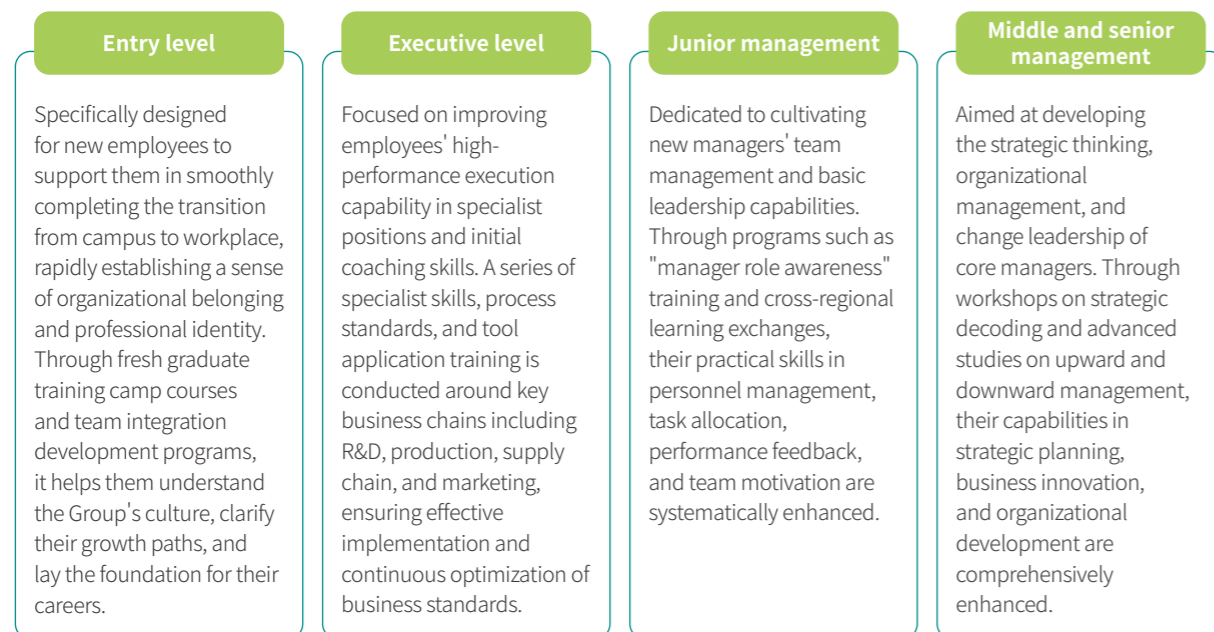 Entry level
Specifically designed
for new employees to
support them in smoothly
completing the transition
from campus to workplace,
rapidly establishing a sense
of organizational belonging
and professional identity.
Through fresh graduate
training camp courses
and team integration
development programs,
it helps them understand
the Group's culture, clarify
their growth paths, and
lay the foundation for their
careers.
Executive level
Focused on improving
employees' high-
performance execution
capability in specialist
positions and initial
coaching skills. A series of
specialist skills, process
standards, and tool
application training is
conducted around key
business chains including
R&D, production, supply
chain, and marketing,
ensuring effective
implementation and
continuous optimization of
business standards.
Junior management
Dedicated to cultivating
new managers' team
management and basic
leadership capabilities.
Through programs such as
"manager role awareness"
training and cross-regional
learning exchanges,
their practical skills in
personnel management,
task allocation,
performance feedback,
and team motivation are
systematically enhanced.
Middle and senior
management
Aimed at developing
the strategic thinking,
organizational
management, and
change leadership of
core managers. Through
workshops on strategic
decoding and advanced
studies on upward and
downward management,
their capabilities in
strategic planning,
business innovation,
and organizational
development are
comprehensively
enhanced.